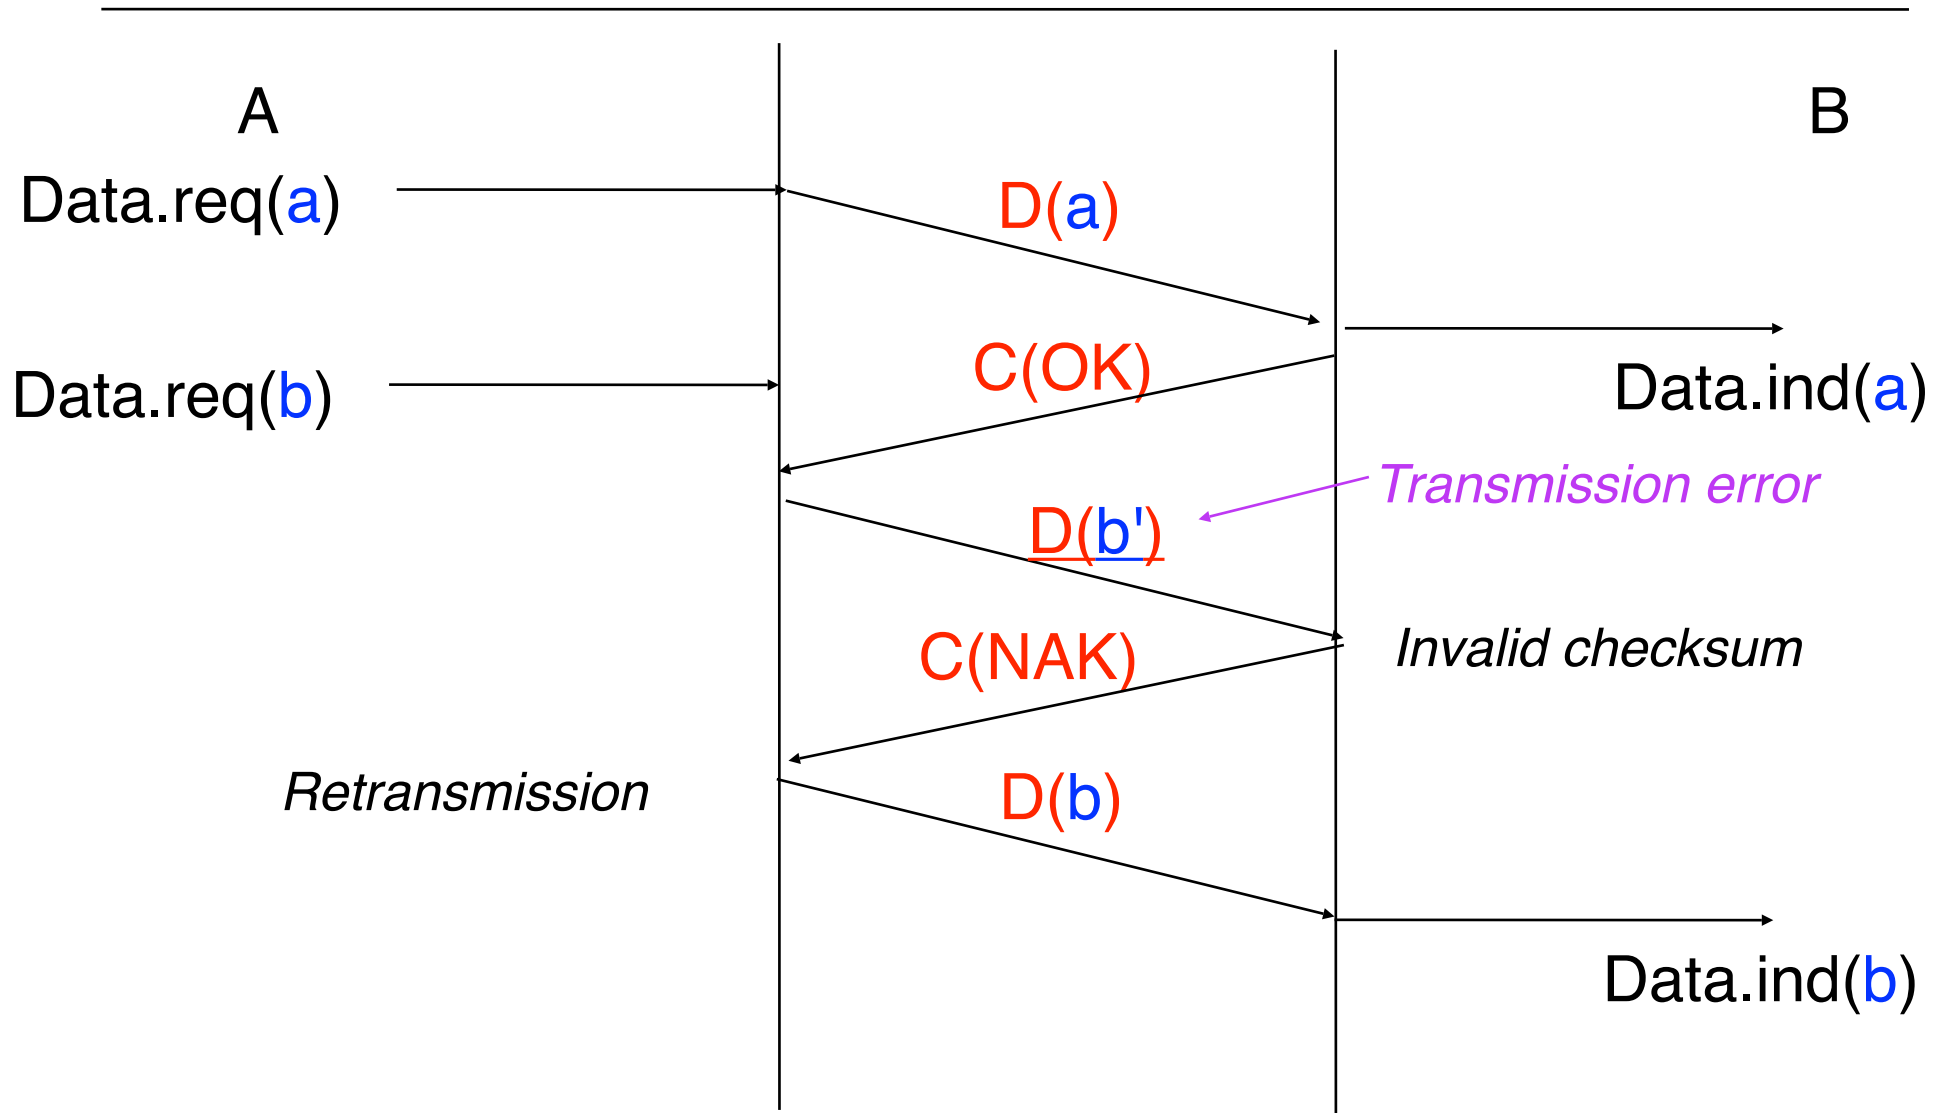 A
B
Data.req(a)
D(a)
C(OK)
Data.req(b)
Data.ind(a)
Transmission error
D(b')
C(NAK)
Invalid checksum
Retransmission
D(b)
Data.ind(b)